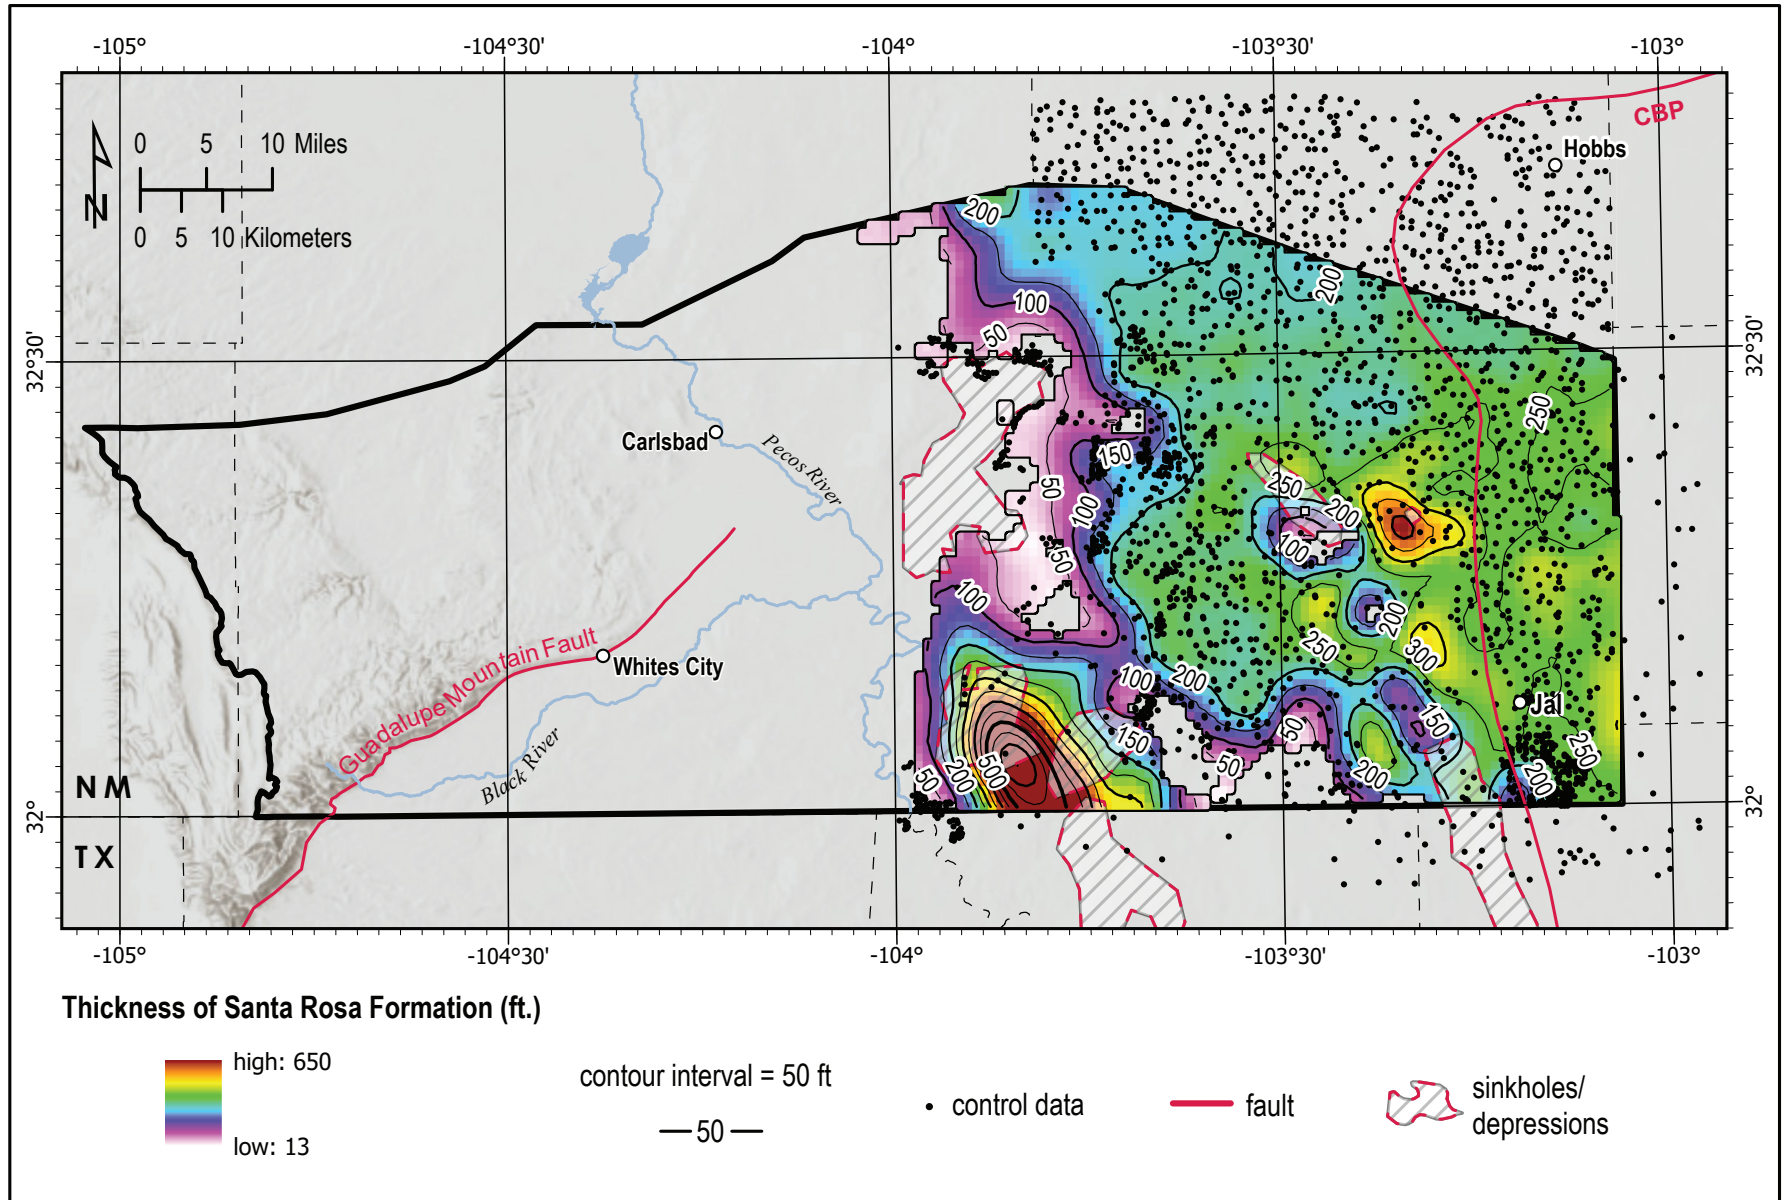 -105°
-104°30'
-104°
-103°30'
-103°
0 5 10 Miles
N
0 5 10 Kilometers
CBP
Hobbs
200
200
100
50
32°30'
32°30'
250
Carlsbad
Pecos River
150
250
50
200
100
100
50
100
200
250
300
Guadalupe Mountain Fault
Whites City
100
200
Jal
150
150
50
250
500
200
50
50
200
200
Black River
NM
32°
32°
TX
-105°
-104°30'
-104°
-103°30'
-103°
Thickness of Santa Rosa Formation (ft.)
high: 650
low: 13
contour interval = 50 ft
50
control data
fault
sinkholes/
depressions